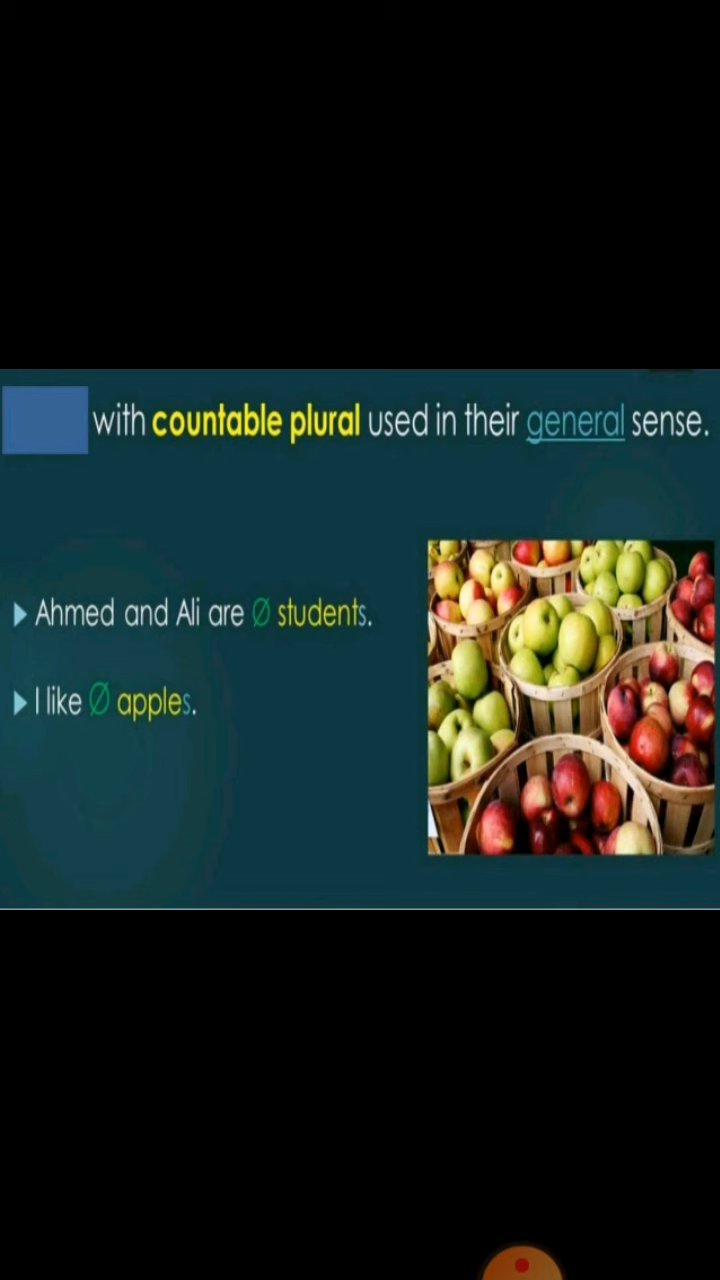 with countable plural used in their general sense.
Ahmed and Ali are Ø students.
I like Ø apples.